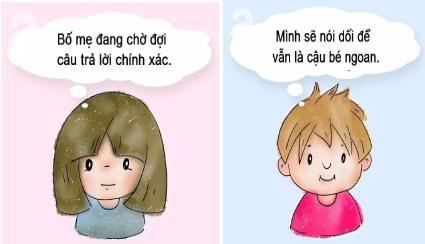 Bố mẹ đang chờ đợi
câu trả lời chính xác.
Mình sẽ nói dối để
vẫn là cậu bé ngoan.